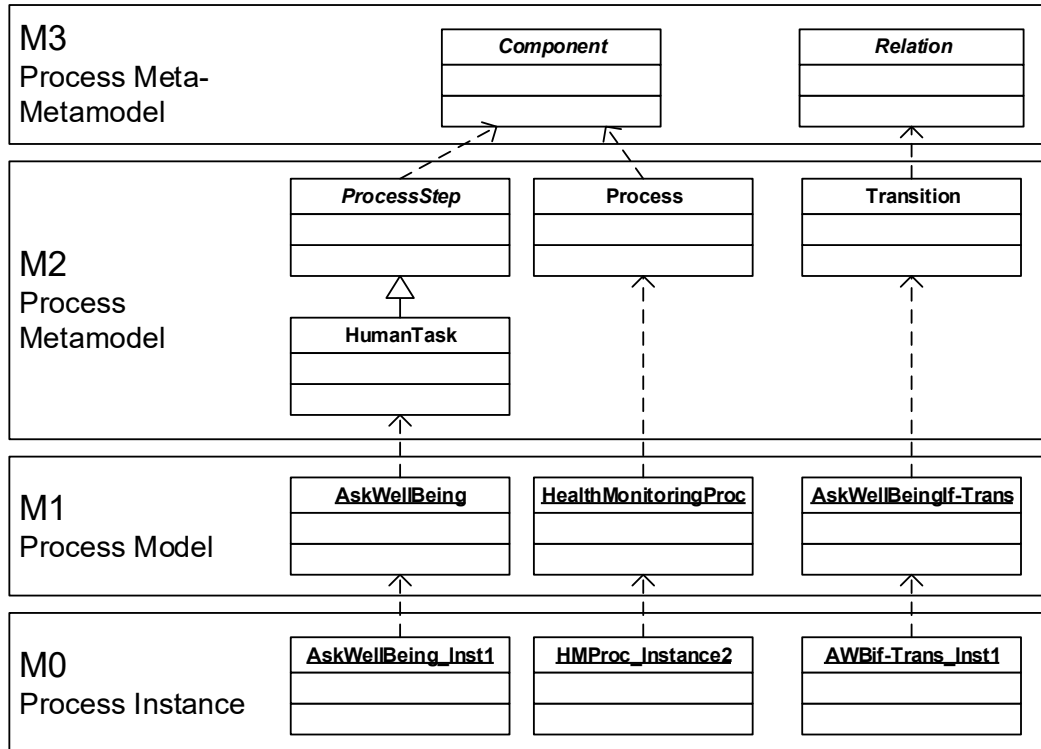 M3
Process Meta-
Metamodel
Component
Relation
M2
Process
Metamodel
ProcessStep
Process
Transition
HumanTask
M1
Process Model
AskWellBeing
HealthMonitoringProc
AskWellBeingIf-Trans
M0
Process Instance
AskWellBeing_Inst1
HMProc_Instance2
AWBif-Trans_Inst1